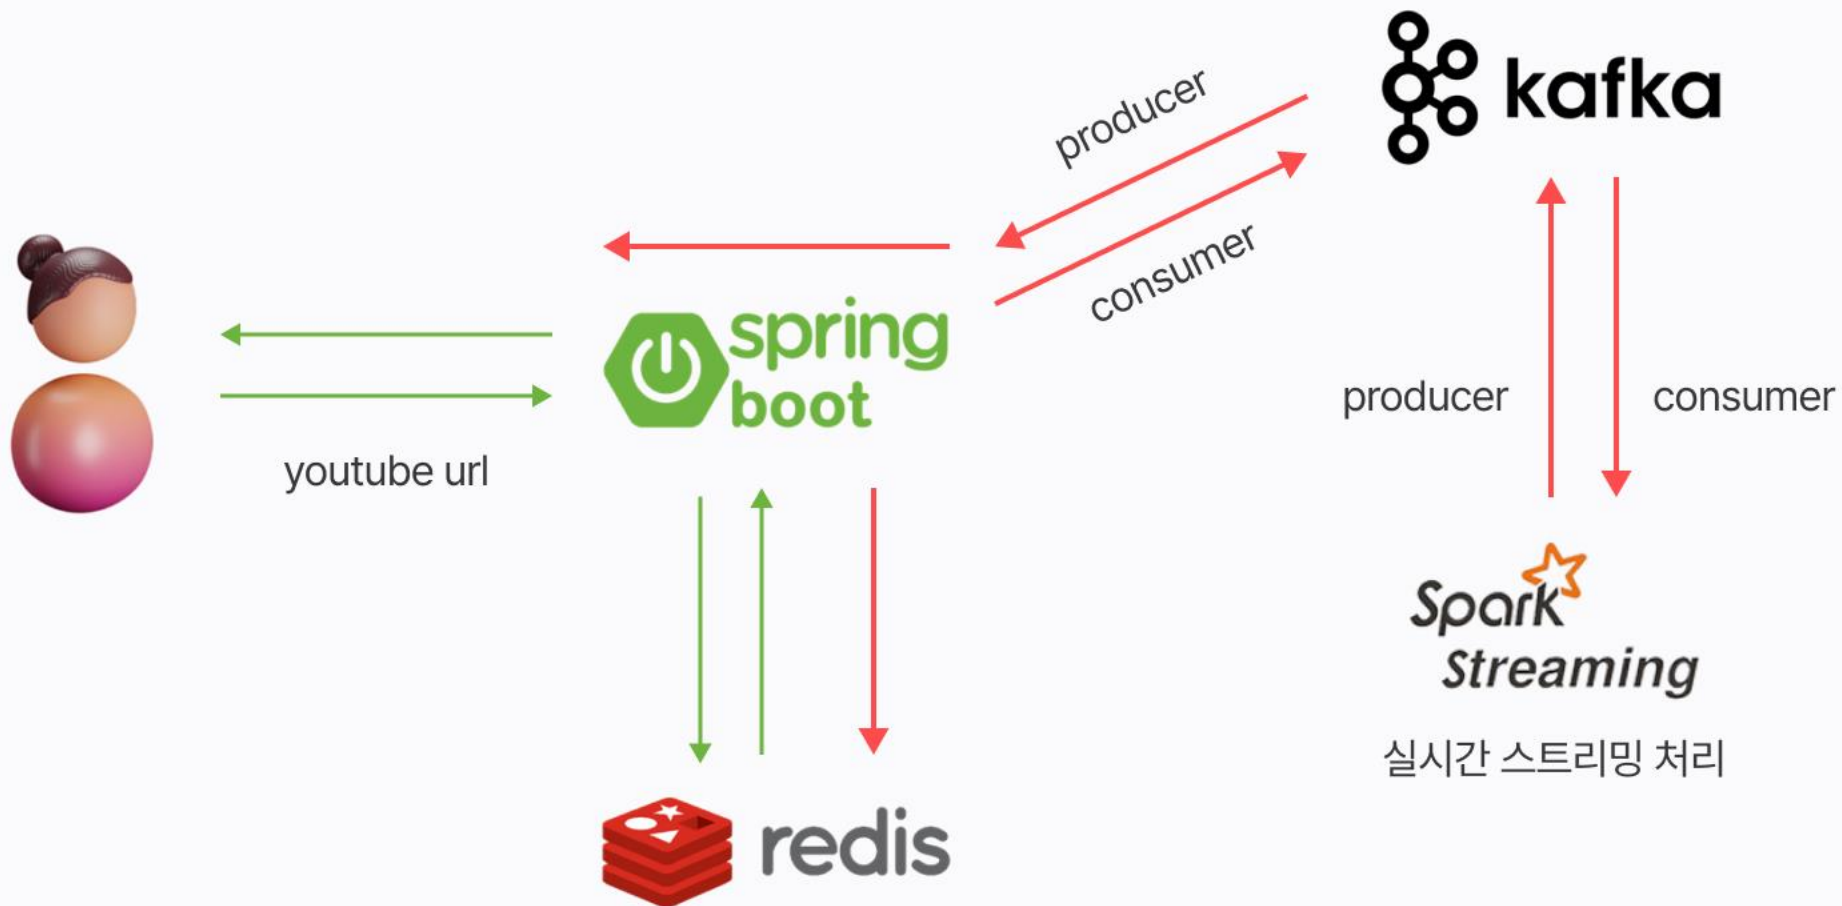 kafka
producer
consumer
spring
boot
youtube url
producer
consumer
Spark
Streaming
실시간 스트리밍 처리
redis